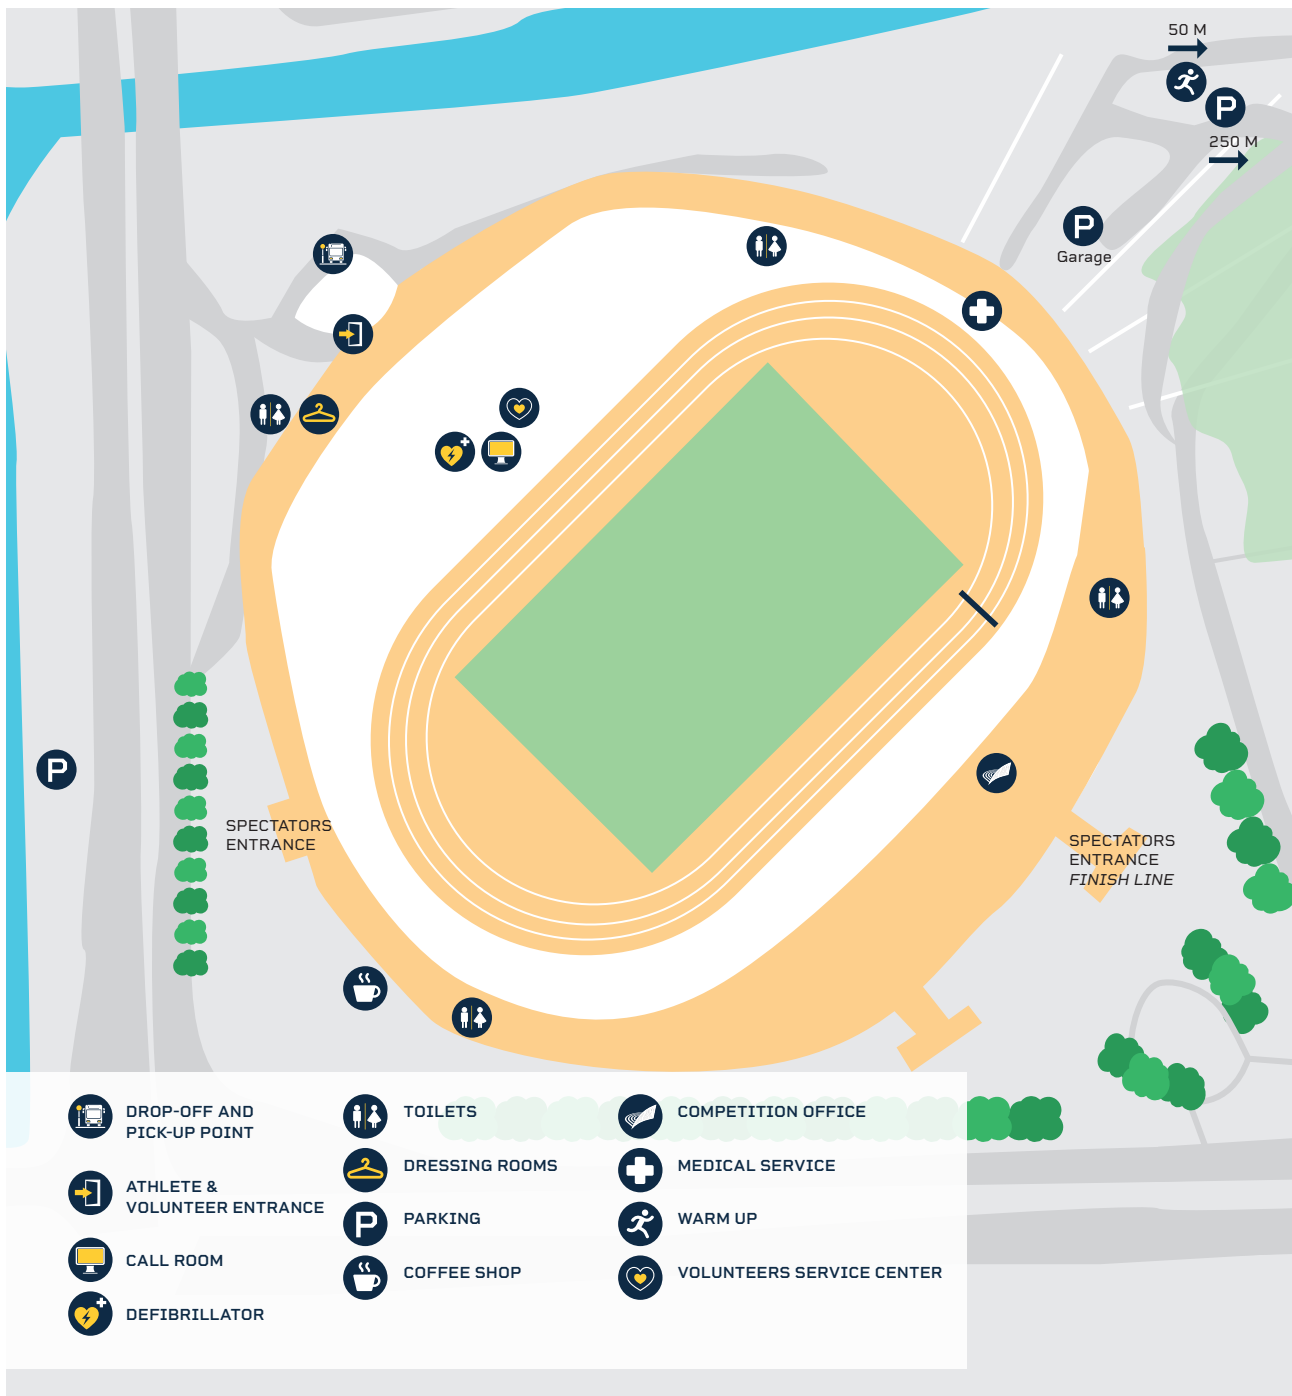 50 M
P
250 M
P
Garage
P
SPECTATORS
ENTRANCE
SPECTATORS
ENTRANCE
FINISH LINE
DROP-OFF AND
PICK-UP POINT
ATHLETE &
VOLUNTEER ENTRANCE
CALL ROOM
DEFIBRILLATOR
TOILETS
DRESSING ROOMS
P
PARKING
COFFEE SHOP
COMPETITION OFFICE
MEDICAL SERVICE
WARM UP
VOLUNTEERS SERVICE CENTER